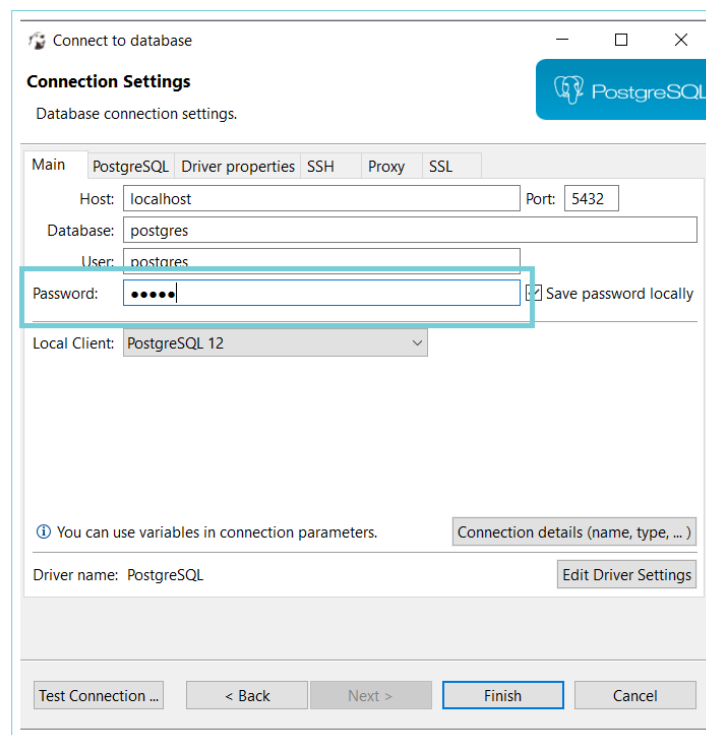 Connect to database
Connection Settings
PostgreSQL
Database connection settings.
Main PostgreSQL Driver properties SSH Proxy SSL
Host: localhost Port: 5432
Database: postgres
User: postgres
Password: ●●●●● Save password locally
Local Client: PostgreSQL 12
You can use variables in connection parameters. Connection details (name, type, ... )
Driver name: PostgreSQL Edit Driver Settings
Test Connection ... < Back Next > Finish Cancel